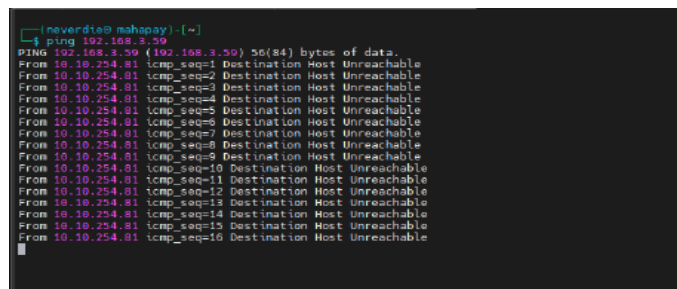 ┌──(neverdie㉿mahapay)-[~]
└─$ ping 192.168.3.59
PING 192.168.3.59 (192.168.3.59) 56(84) bytes of data.
From 10.10.254.81 icmp_seq=1 Destination Host Unreachable
From 10.10.254.81 icmp_seq=2 Destination Host Unreachable
From 10.10.254.81 icmp_seq=3 Destination Host Unreachable
From 10.10.254.81 icmp_seq=4 Destination Host Unreachable
From 10.10.254.81 icmp_seq=5 Destination Host Unreachable
From 10.10.254.81 icmp_seq=6 Destination Host Unreachable
From 10.10.254.81 icmp_seq=7 Destination Host Unreachable
From 10.10.254.81 icmp_seq=8 Destination Host Unreachable
From 10.10.254.81 icmp_seq=9 Destination Host Unreachable
From 10.10.254.81 icmp_seq=10 Destination Host Unreachable
From 10.10.254.81 icmp_seq=11 Destination Host Unreachable
From 10.10.254.81 icmp_seq=12 Destination Host Unreachable
From 10.10.254.81 icmp_seq=13 Destination Host Unreachable
From 10.10.254.81 icmp_seq=14 Destination Host Unreachable
From 10.10.254.81 icmp_seq=15 Destination Host Unreachable
From 10.10.254.81 icmp_seq=16 Destination Host Unreachable